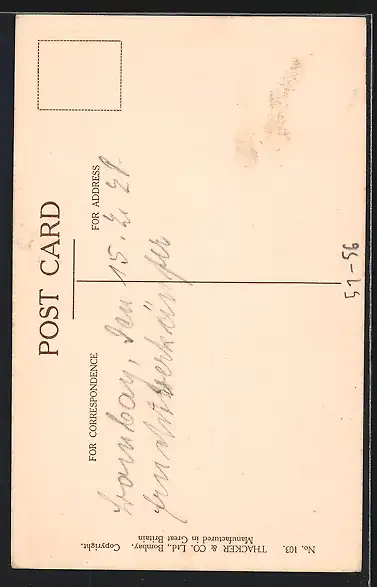 POST CARD
FOR CORRESPONDENCE
FOR ADDRESS
Bombay, den 15. 2. 29.
No. 103. THACKER & CO. Ltd., Bombay. Copyright.
Manufactured in Great Britain
51-56